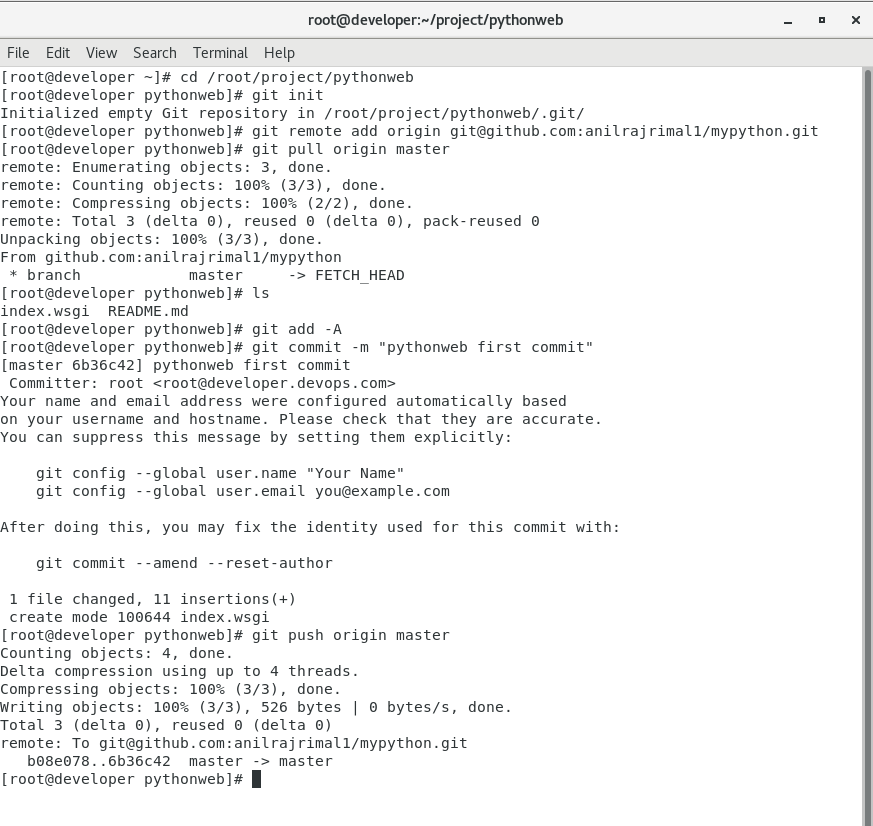 root@developer:~/project/pythonweb
File Edit View Search Terminal Help
[root@developer ~]# cd /root/project/pythonweb
[root@developer pythonweb]# git init
Initialized empty Git repository in /root/project/pythonweb/.git/
[root@developer pythonweb]# git remote add origin git@github.com:anilrajrimal1/mypython.git
[root@developer pythonweb]# git pull origin master
remote: Enumerating objects: 3, done.
remote: Counting objects: 100% (3/3), done.
remote: Compressing objects: 100% (2/2), done.
remote: Total 3 (delta 0), reused 0 (delta 0), pack-reused 0
Unpacking objects: 100% (3/3), done.
From github.com:anilrajrimal1/mypython
 * branch            master     -> FETCH_HEAD
[root@developer pythonweb]# ls
index.wsgi  README.md
[root@developer pythonweb]# git add -A
[root@developer pythonweb]# git commit -m "pythonweb first commit"
[master 6b36c42] pythonweb first commit
 Committer: root <root@developer.devops.com>
Your name and email address were configured automatically based
on your username and hostname. Please check that they are accurate.
You can suppress this message by setting them explicitly:
    git config --global user.name "Your Name"
    git config --global user.email you@example.com
After doing this, you may fix the identity used for this commit with:
    git commit --amend --reset-author
 1 file changed, 11 insertions(+)
 create mode 100644 index.wsgi
[root@developer pythonweb]# git push origin master
Counting objects: 4, done.
Delta compression using up to 4 threads.
Compressing objects: 100% (3/3), done.
Writing objects: 100% (3/3), 526 bytes | 0 bytes/s, done.
Total 3 (delta 0), reused 0 (delta 0)
remote: To git@github.com:anilrajrimal1/mypython.git
   b08e078..6b36c42  master -> master
[root@developer pythonweb]#